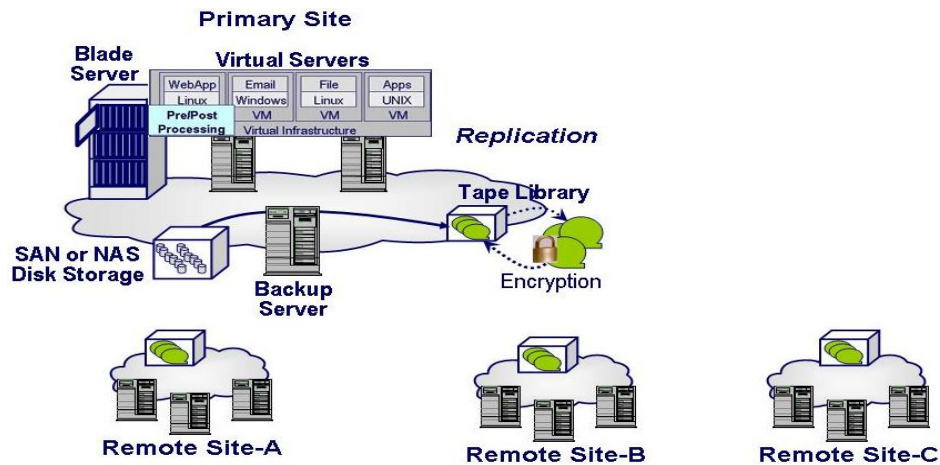 Primary Site
Blade
Server
Virtual Servers
WebApp
Linux
Email
Windows
VM
File
Linux
VM
Apps
UNIX
VM
Pre/Post
Processing
Virtual Infrastructure
Replication
Tape Library
SAN or NAS
Disk Storage
Backup
Server
Encryption
Remote Site-A
Remote Site-B
Remote Site-C